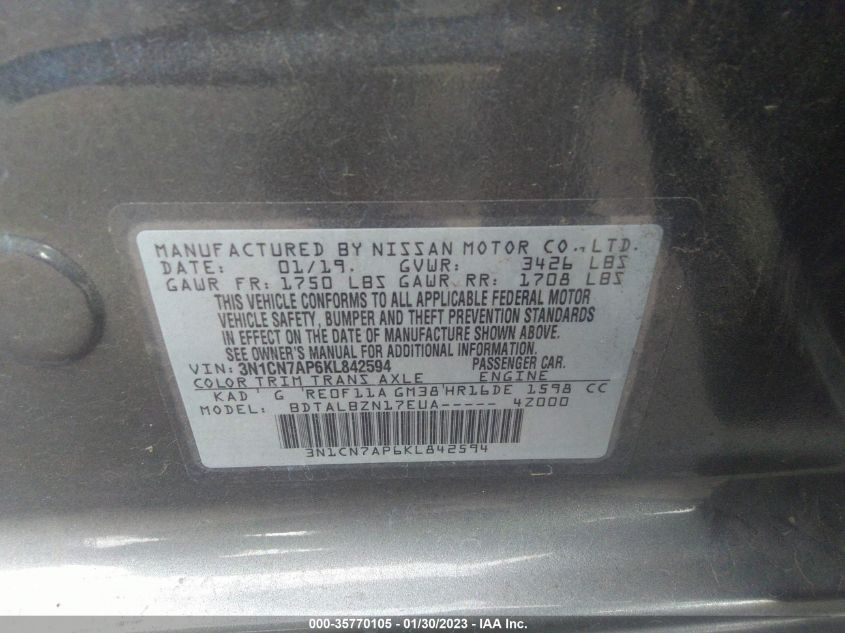 MANUFACTURED BY NISSAN MOTOR CO., LTD.
DATE: 01/19. GVWR: 3426 LBS
GAWR FR: 1750 LBS GAWR RR: 1708 LBS
THIS VEHICLE CONFORMS TO ALL APPLICABLE FEDERAL MOTOR
VEHICLE SAFETY, BUMPER AND THEFT PREVENTION STANDARDS
IN EFFECT ON THE DATE OF MANUFACTURE SHOWN ABOVE.
SEE OWNER'S MANUAL FOR ADDITIONAL INFORMATION.
VIN: 3N1CN7AP6KL842594 PASSENGER CAR.
COLOR TRIM TRANS AXLE ENGINE
KAD G RE0F11A GM38 HR16DE 1598 CC
MODEL: BDTALBZN17EUA----- 4Z000
3N1CN7AP6KL842594
000-35770105 - 01/30/2023 - IAA Inc.